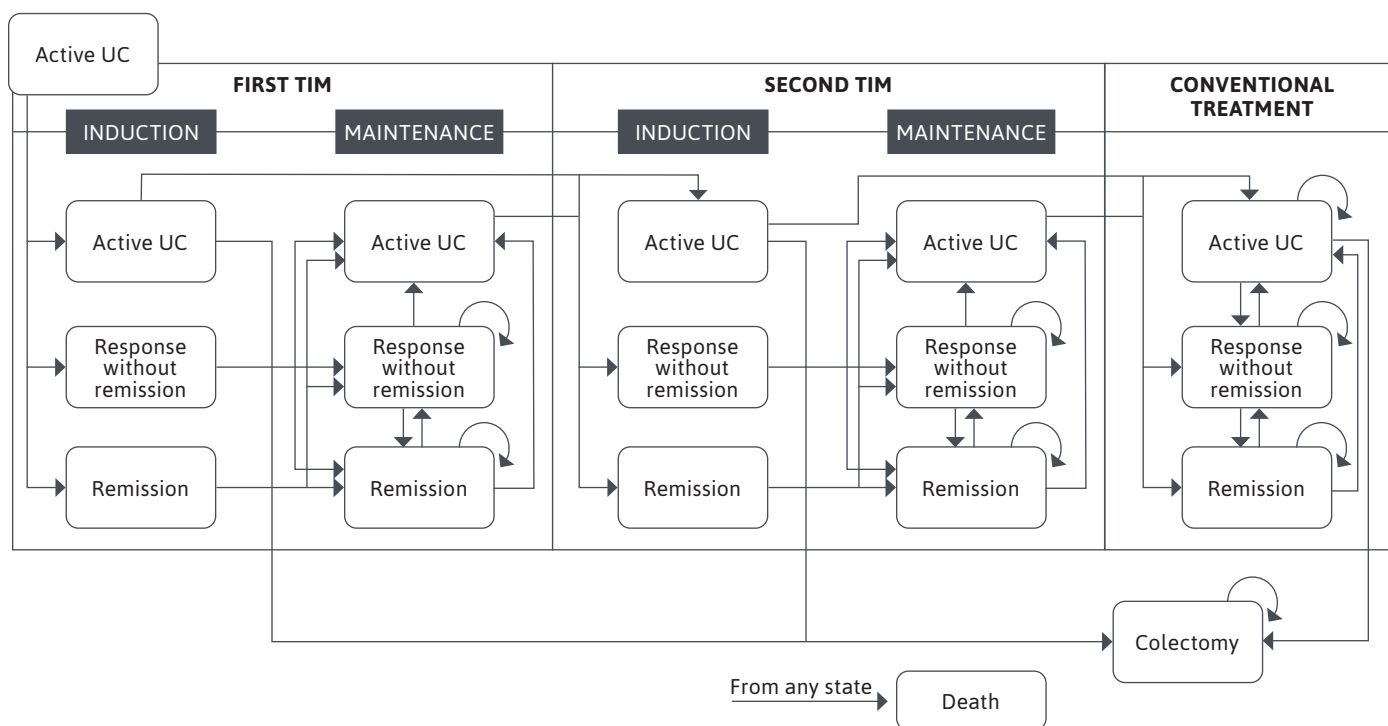 Active UC
FIRST TIM
SECOND TIM
CONVENTIONAL
TREATMENT
INDUCTION
MAINTENANCE
INDUCTION
MAINTENANCE
Active UC
Active UC
Active UC
Active UC
Active UC
Response
without
remission
Response
without
remission
Response
without
remission
Response
without
remission
Response
without
remission
Remission
Remission
Remission
Remission
Remission
Colectomy
From any state
Death